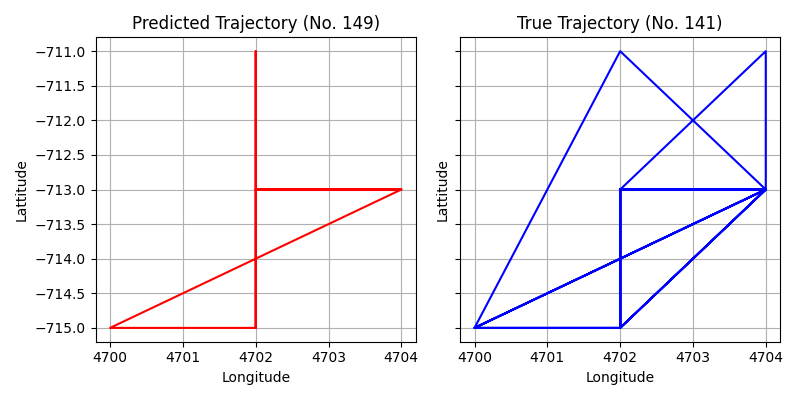 Predicted Trajectory (No. 149)
True Trajectory (No. 141)
−711.0
−711.5
−712.0
−712.5
−713.0
−713.5
−714.0
−714.5
−715.0
Lattitude
Lattitude
4700 4701 4702 4703 4704
4700 4701 4702 4703 4704
Longitude
Longitude